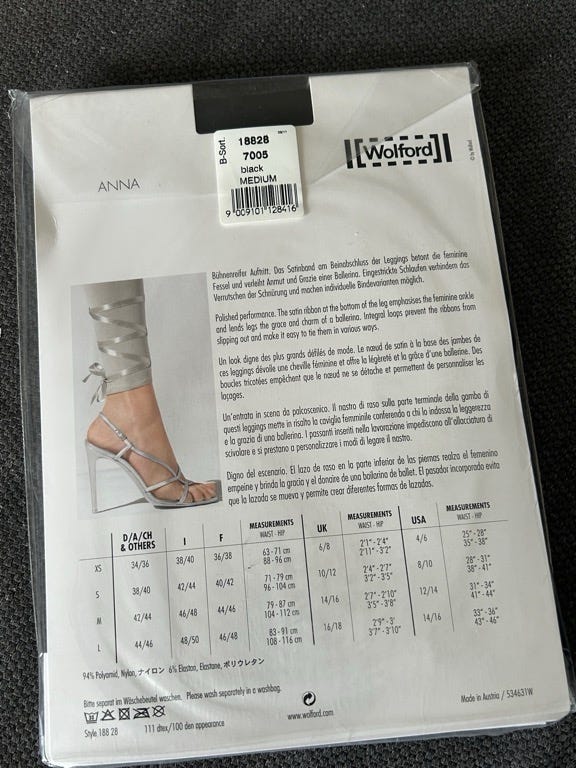 B-Sort.
18828
7005
black
MEDIUM
9 009101 128416
Wolford
© by Wolford
ANNA
Bühnenreifer Auftritt. Das Satinband am Beinabschluss der Leggings betont die feminine
Fessel und verleiht Anmut und Grazie einer Ballerina. Eingestrickte Schlaufen verhindern das
Verrutschen der Schnürung und machen individuelle Bindevarianten möglich.
Polished performance. The satin ribbon at the bottom of the leg emphasises the feminine ankle
and lends legs the grace and charm of a ballerina. Integral loops prevent the ribbons from
slipping out and make it easy to tie them in various ways.
Un look digne des plus grands défilés de mode. Le nœud de satin à la base des jambes de
ces leggings dévoile une cheville féminine et offre la légèreté et la grâce d'une ballerine. Des
boucles tricotées empêchent que le nœud ne se détache et permettent de personnaliser les
laçages.
Un'entrata in scena da palcoscenico. Il nastro di raso sulla parte terminale della gamba di
questi leggings mette in risalto la caviglia femminile conferendo a chi lo indossa la leggerezza
e la grazia di una ballerina. I passanti inseriti nella lavorazione impediscono all'allacciatura di
scivolare e si prestano a personalizzare i modi di legare il nastro.
Digno del escenario. El lazo de raso en la parte inferior de las piernas realza el femenino
empeine y brinda la gracia y el donaire de una bailarina de ballet. El pasador incorporado evita
que la lazada se mueva y permite crear diferentes formas de lazadas.
D/A/CH & OTHERS I F MEASUREMENTS WAIST - HIP UK MEASUREMENTS WAIST - HIP USA MEASUREMENTS WAIST - HIP
XS 34/36 38/40 36/38 63 - 71 cm 88 - 96 cm 6/8 2'1" - 2'4" 2'11" - 3'2" 4/6 25" - 28" 35" - 38"
S 38/40 42/44 40/42 71 - 79 cm 96 - 104 cm 10/12 2'4" - 2'7" 3'2" - 3'5" 8/10 28" - 31" 38" - 41"
M 42/44 46/48 44/46 79 - 87 cm 104 - 112 cm 14/16 2'7" - 2'10" 3'5" - 3'8" 12/14 31" - 34" 41" - 44"
L 44/46 48/50 46/48 83 - 91 cm 108 - 116 cm 16/18 2'9" - 3' 3'7" - 3'10" 14/16 33" - 36" 43" - 46"
94% Polyamid, Nylon, ナイロン 6% Elastan, Elastane, ポリウレタン
Bitte separat im Wäschebeutel waschen. Please wash separately in a washbag.
Style 188 28 111 dtex/100 den appearance
www.wolford.com
Made in Austria / 534631W